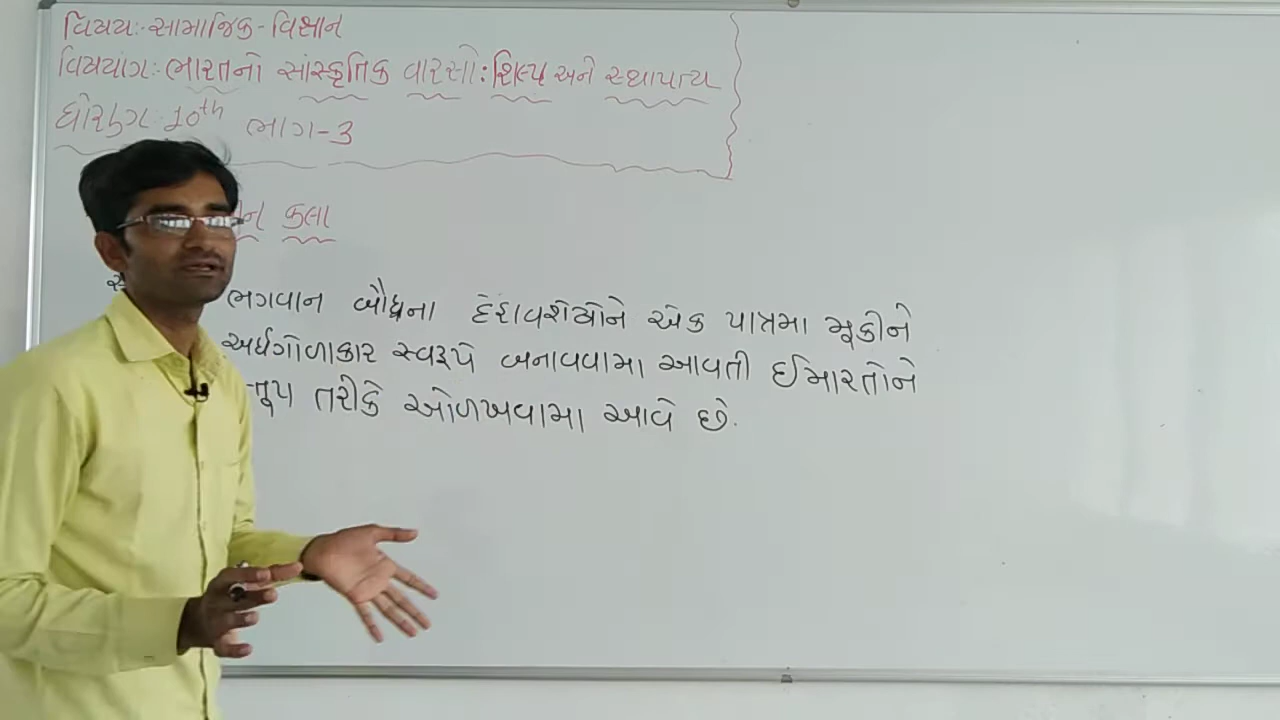 વિષય:-સામાજિક-વિજ્ઞાન
વિષયાંગ:-ભારતનો સાંસ્કૃતિક વારસો:શિલ્પ અને સ્થાપત્ય
ધોરણ:-10th ભાગ-3
કલા
ભગવાન બૌધ્ધના દેહાવશેષોને એક પાત્રમા મૂકીને
અર્ધગોળાકાર સ્વરૂપે બનાવવામા આવતી ઈમારતોને
તરીકે ઓળખવામા આવે છે.